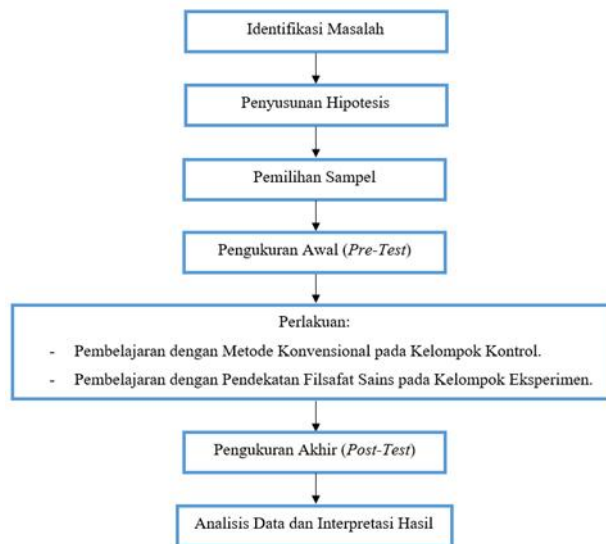 Identifikasi Masalah
Penyusunan Hipotesis
Pemilihan Sampel
Pengukuran Awal (Pre-Test)
Perlakuan:
- Pembelajaran dengan Metode Konvensional pada Kelompok Kontrol.
- Pembelajaran dengan Pendekatan Filsafat Sains pada Kelompok Eksperimen.
Pengukuran Akhir (Post-Test)
Analisis Data dan Interpretasi Hasil